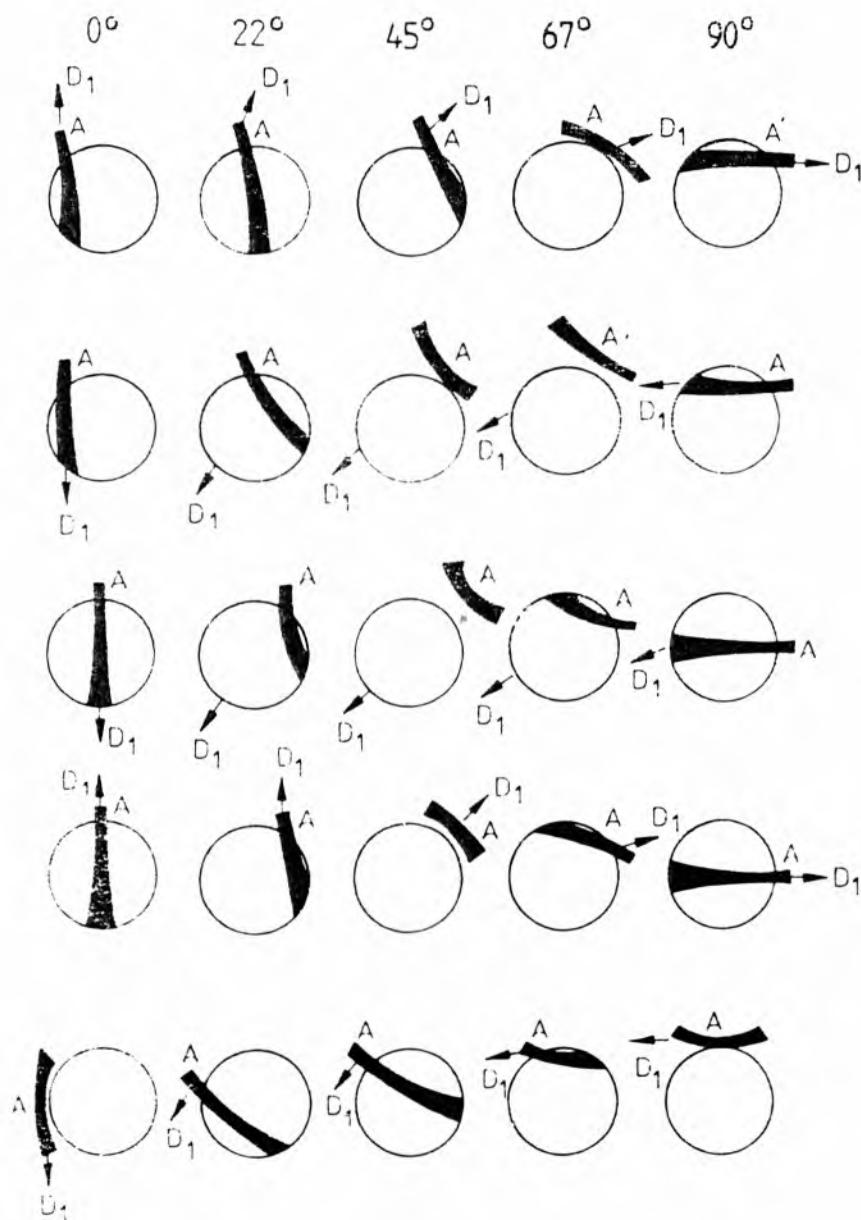 0° 22° 45° 67° 90°
D1 D1 D1
A A A A D1 A' D1
A A A A' A
D1 D1 D1 D1 D1
A A A A A
D1 D1 D1 D1 D1
D1 D1 D1
A A A A D1 A D1
A A A A A
D1 D1 D1 D1 D1